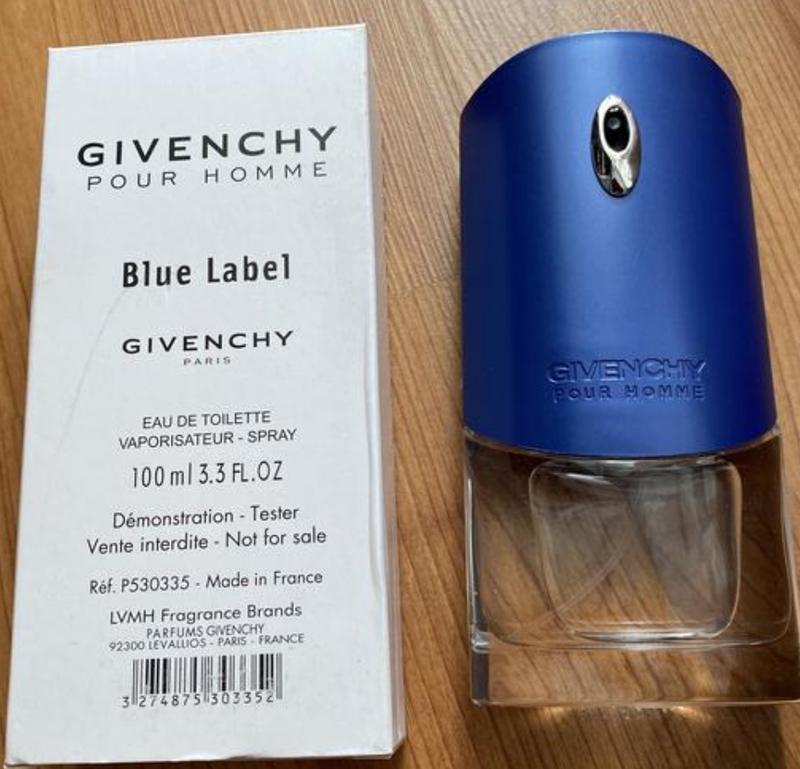 GIVENCHY
POUR HOMME
Blue Label
GIVENCHY
PARIS
EAU DE TOILETTE
VAPORISATEUR - SPRAY
100 ml 3.3 FL.OZ
Démonstration - Tester
Vente interdite - Not for sale
Réf. P530335 - Made in France
LVMH Fragrance Brands
PARFUMS GIVENCHY
92300 LEVALLIOS - PARIS - FRANCE
3 274875 303352
GIVENCHY
POUR HOMME